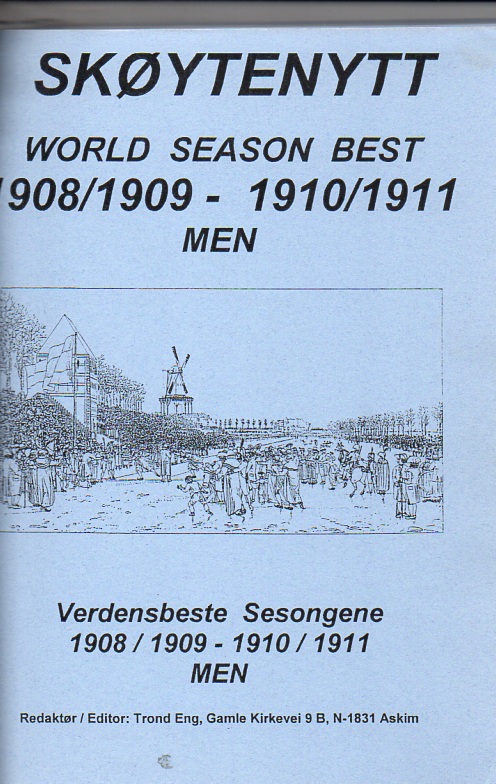 SKØYTENYTT
WORLD SEASON BEST
1908/1909 - 1910/1911
MEN
Verdensbeste Sesongene
1908 / 1909 - 1910 / 1911
MEN
Redaktør / Editor: Trond Eng, Gamle Kirkevei 9 B, N-1831 Askim